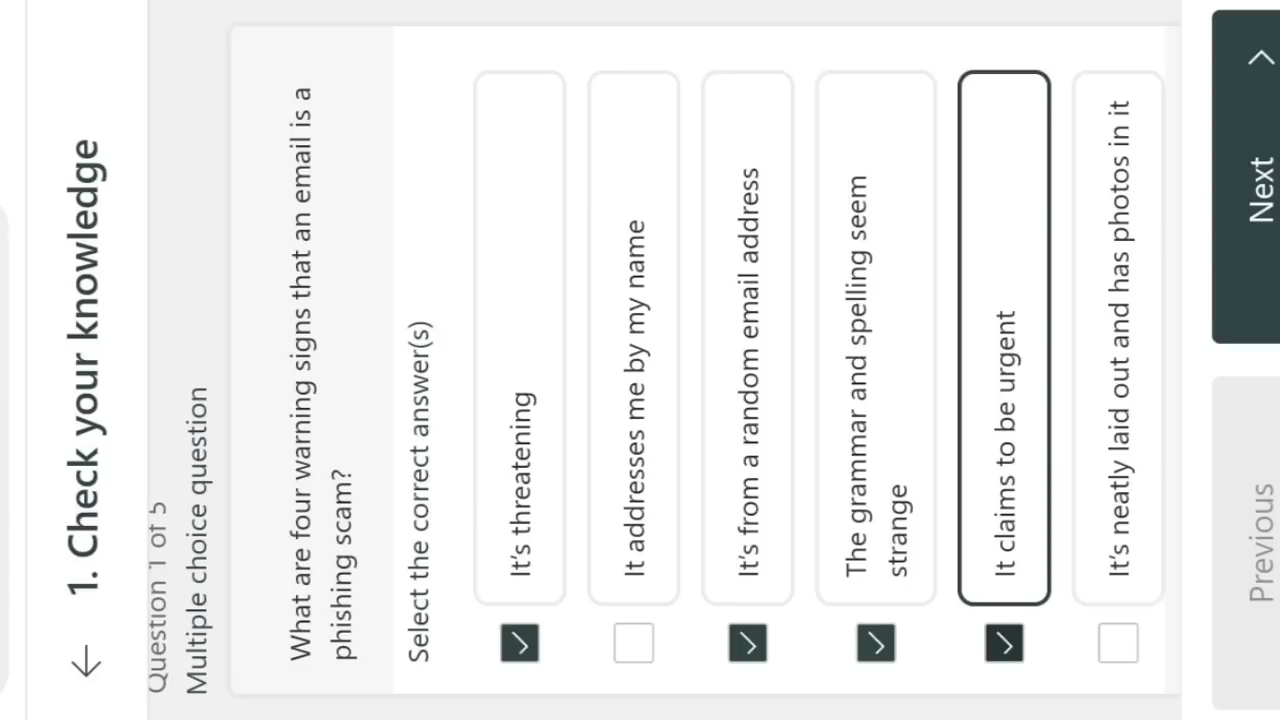 1. Check your knowledge
Question 1 of 5
Multiple choice question
What are four warning signs that an email is a
phishing scam?
Select the correct answer(s)
It's threatening
It addresses me by my name
It's from a random email address
The grammar and spelling seem
strange
It claims to be urgent
It's neatly laid out and has photos in it
Previous
Next